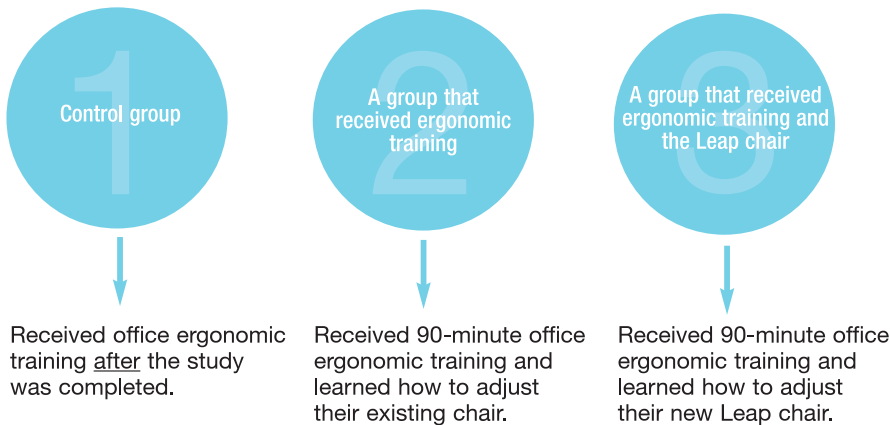 1
Control group
Received office ergonomic
training after the study
was completed.
2
A group that
received ergonomic
training
Received 90-minute office
ergonomic training and
learned how to adjust
their existing chair.
3
A group that received
ergonomic training and
the Leap chair
Received 90-minute office
ergonomic training and
learned how to adjust
their new Leap chair.